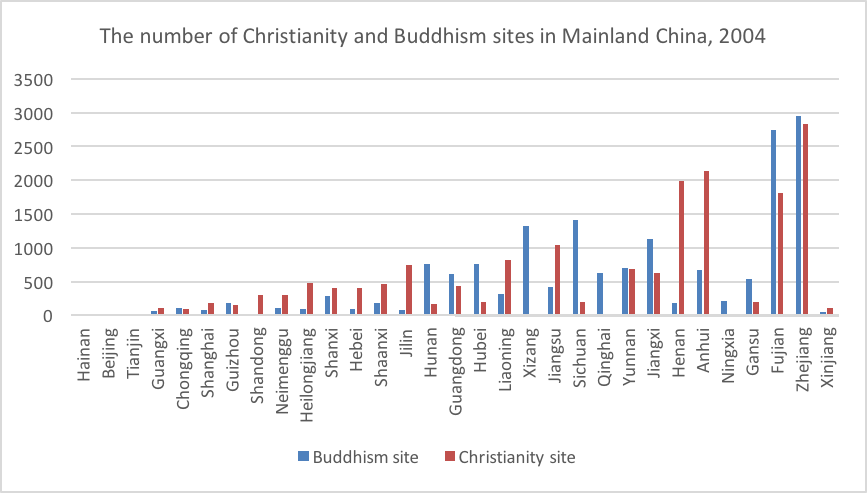 The number of Christianity and Buddhism sites in Mainland China, 2004
3500
3000
2500
2000
1500
1000
500
0
Hainan
Beijing
Tianjin
Guangxi
Chongqing
Shanghai
Guizhou
Shandong
Neimenggu
Heilongjiang
Shanxi
Hebei
Shaanxi
Jilin
Hunan
Guangdong
Hubei
Liaoning
Xizang
Jiangsu
Sichuan
Qinghai
Yunnan
Jiangxi
Henan
Anhui
Ningxia
Gansu
Fujian
Zhejiang
Xinjiang
Buddhism site
Christianity site